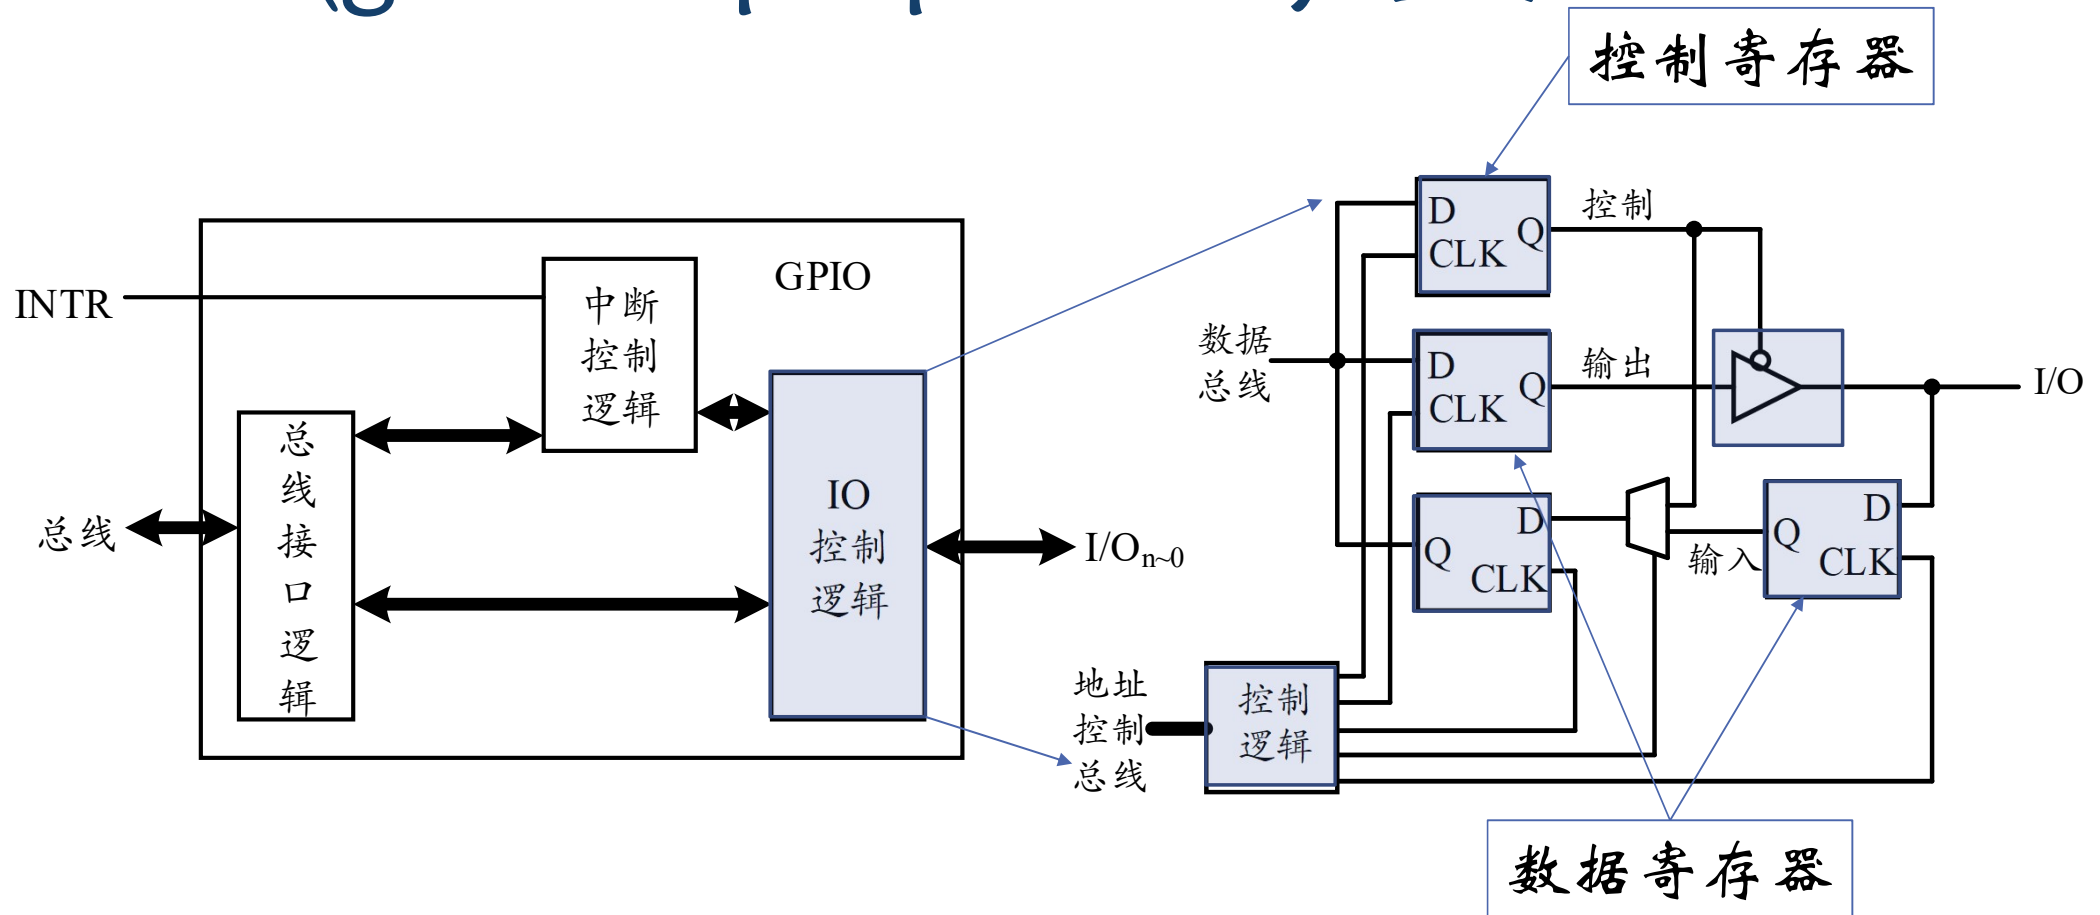 控制寄存器
D
CLK
Q
控制
GPIO
INTR
中断
控制
逻辑
数据
总线
D
CLK
Q
输出
I/O
总
线
接
口
逻
辑
总线
IO
控制
逻辑
I/Oₙ~₀
Q
D
CLK
输入
Q
D
CLK
地址
控制
总线
控制
逻辑
数据寄存器